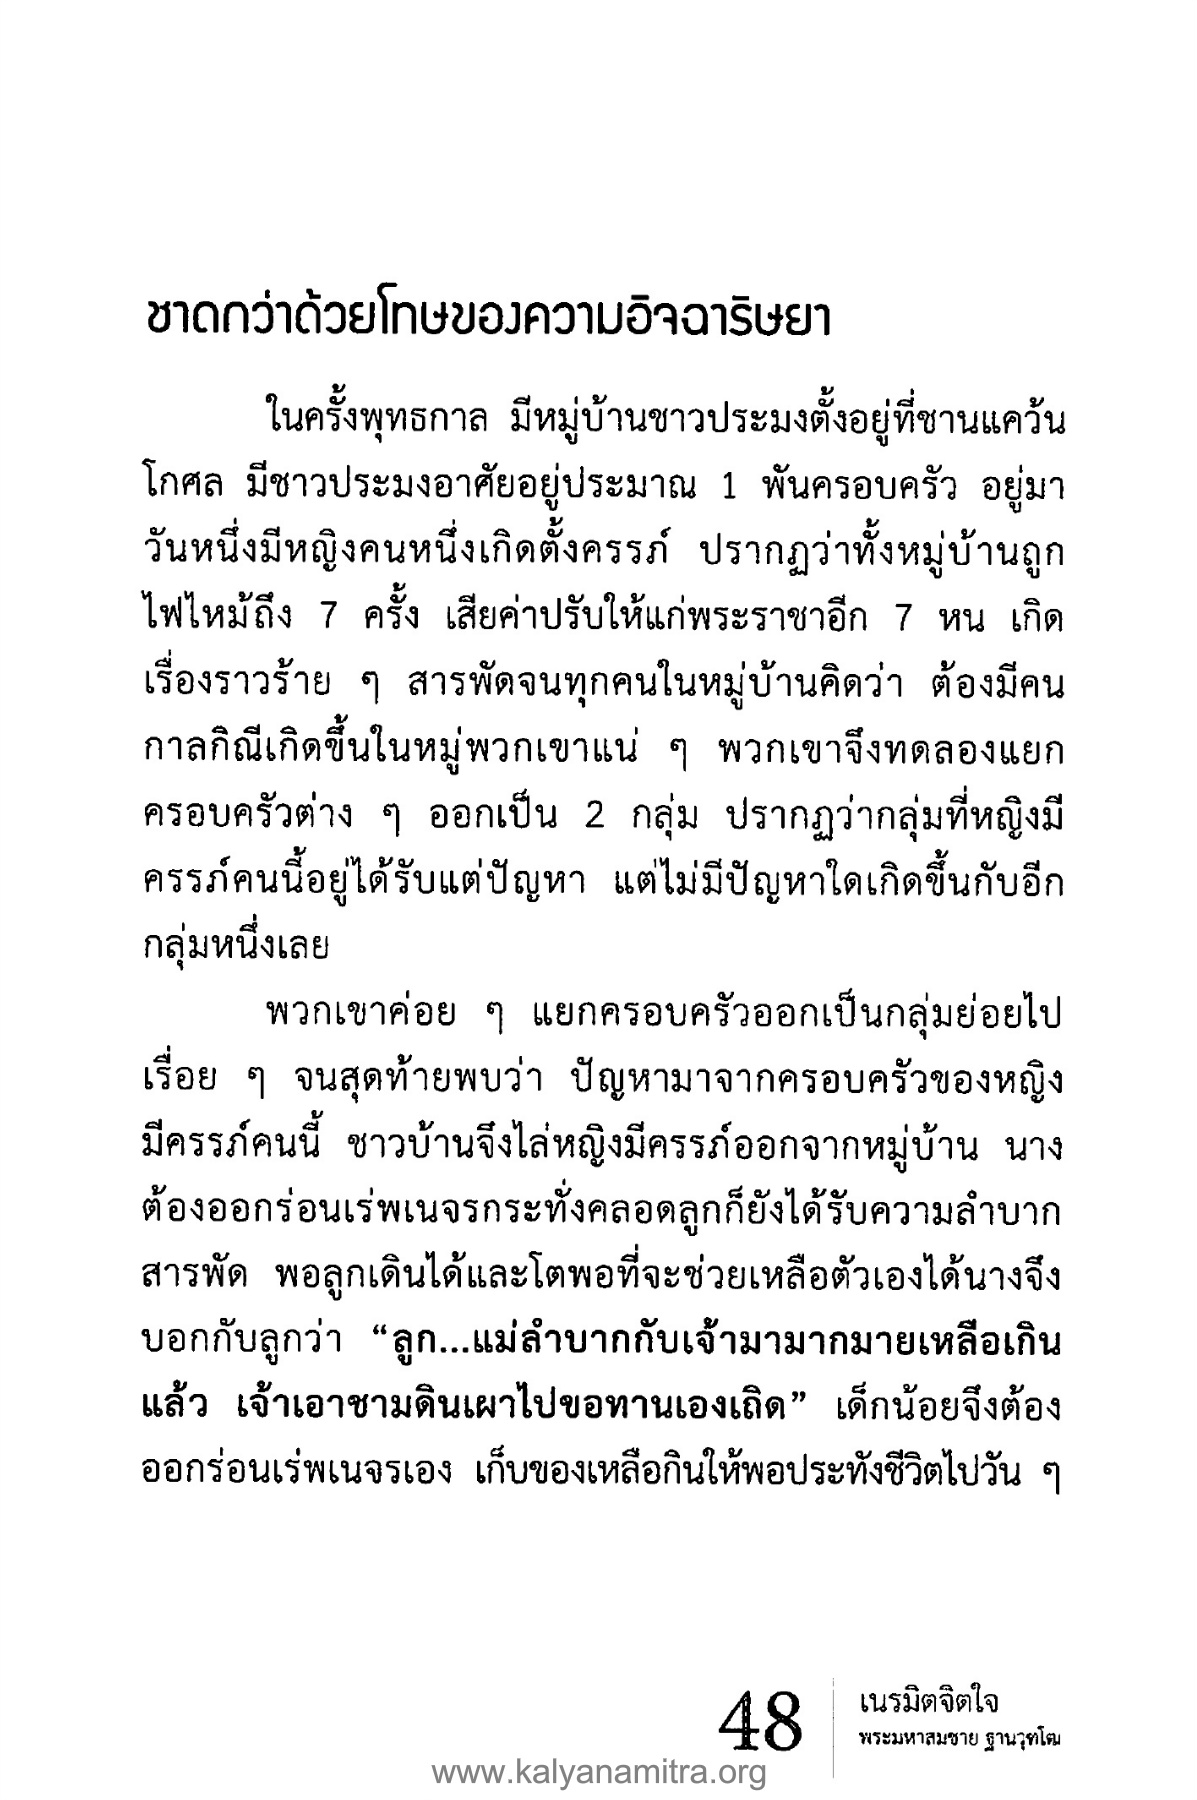 ชาดกว่าด้วยโทษของความอิจฉาริษยา
ในครั้งพุทธกาล มีหมู่บ้านชาวประมงตั้งอยู่ที่ชานแคว้น
โกศล มีชาวประมงอาศัยอยู่ประมาณ 1 พันครอบครัว อยู่มา
วันหนึ่งมีหญิงคนหนึ่งเกิดตั้งครรภ์ ปรากฏว่าทั้งหมู่บ้านถูก
ไฟไหม้ถึง 7 ครั้ง เสียค่าปรับให้แก่พระราชาอีก 7 หน เกิด
เรื่องราวร้าย ๆ สารพัดจนทุกคนในหมู่บ้านคิดว่า ต้องมีคน
กาลกิณีเกิดขึ้นในหมู่พวกเขาแน่ ๆ พวกเขาจึงทดลองแยก
ครอบครัวต่าง ๆ ออกเป็น 2 กลุ่ม ปรากฏว่ากลุ่มที่หญิงมี
ครรภ์คนนี้อยู่ได้รับแต่ปัญหา แต่ไม่มีปัญหาใดเกิดขึ้นกับอีก
กลุ่มหนึ่งเลย
พวกเขาค่อย ๆ แยกครอบครัวออกเป็นกลุ่มย่อยไป
เรื่อย ๆ จนสุดท้ายพบว่า ปัญหามาจากครอบครัวของหญิง
มีครรภ์คนนี้ ชาวบ้านจึงไล่หญิงมีครรภ์ออกจากหมู่บ้าน นาง
ต้องออกร่อนเร่พเนจรกระทั่งคลอดลูกก็ยังได้รับความลำบาก
สารพัด พอลูกเดินได้และโตพอที่จะช่วยเหลือตัวเองได้นางจึง
บอกกับลูกว่า “ลูก...แม่ลำบากกับเจ้ามามากมายเหลือเกิน
แล้ว เจ้าเอาชามดินเผาไปขอทานเองเถิด” เด็กน้อยจึงต้อง
ออกร่อนเร่พเนจรเอง เก็บของเหลือกินให้พอประทังชีวิตไปวัน ๆ
48
เนรมิตจิตใจ
พระมหาสมชาย ฐานวุฑโฒ
www.kalyanamitra.org